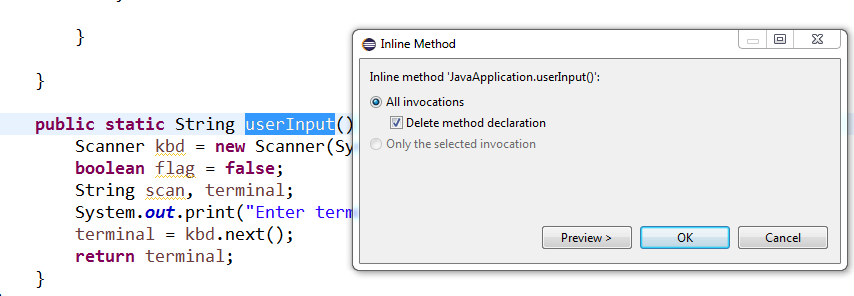 }
}
public static String userInput()
Scanner kbd = new Scanner(Sy
boolean flag = false;
String scan, terminal;
System.out.print("Enter term
terminal = kbd.next();
return terminal;
}
Inline Method
Inline method 'JavaApplication.userInput()':
All invocations
Delete method declaration
Only the selected invocation
Preview >
OK
Cancel